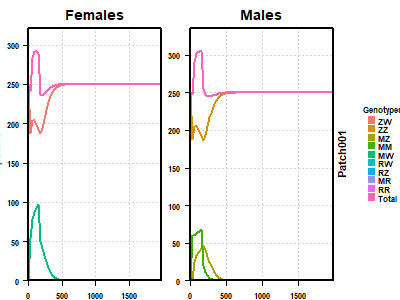 Females
Males
300
250
200
150
100
50
0
0
500
1000
1500
300
250
200
150
100
50
0
0
500
1000
1500
Patch001
Genotypes
ZW
ZZ
MZ
MM
MW
RW
RZ
MR
RR
Total